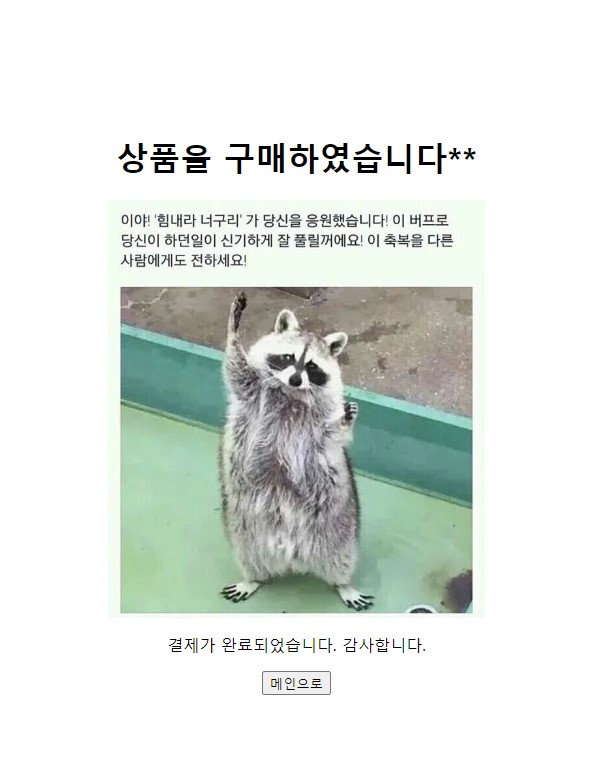 상품을 구매하였습니다**
이야! '힘내라 너구리' 가 당신을 응원했습니다! 이 버프로
당신이 하던일이 신기하게 잘 풀릴꺼에요! 이 축복을 다른
사람에게도 전하세요!
결제가 완료되었습니다. 감사합니다.
메인으로